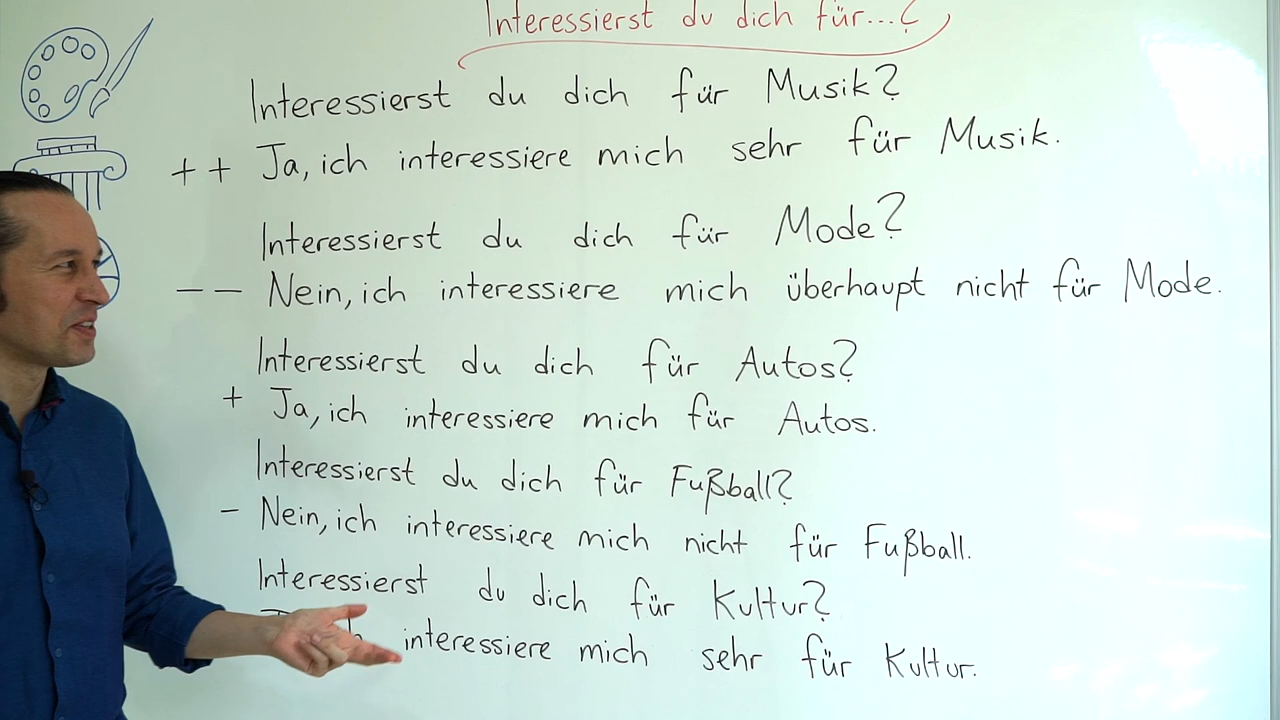 Interessierst du dich für...?
Interessierst du dich für Musik?
++ Ja, ich interessiere mich sehr für Musik.
Interessierst du dich für Mode?
-- Nein, ich interessiere mich überhaupt nicht für Mode.
Interessierst du dich für Autos?
+ Ja, ich interessiere mich für Autos.
Interessierst du dich für Fußball?
- Nein, ich interessiere mich nicht für Fußball.
Interessierst du dich für Kultur?
interessiere mich sehr für Kultur.